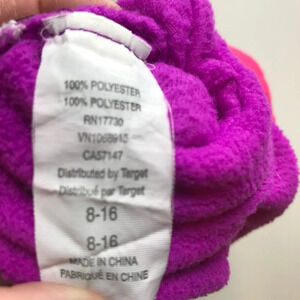 100% POLYESTER
100% POLYESTER
RN17730
VN1068915
CA57147
Distributed by Target
Distribué par Target
8-16
8-16
MADE IN CHINA
FABRIQUÉ EN CHINE